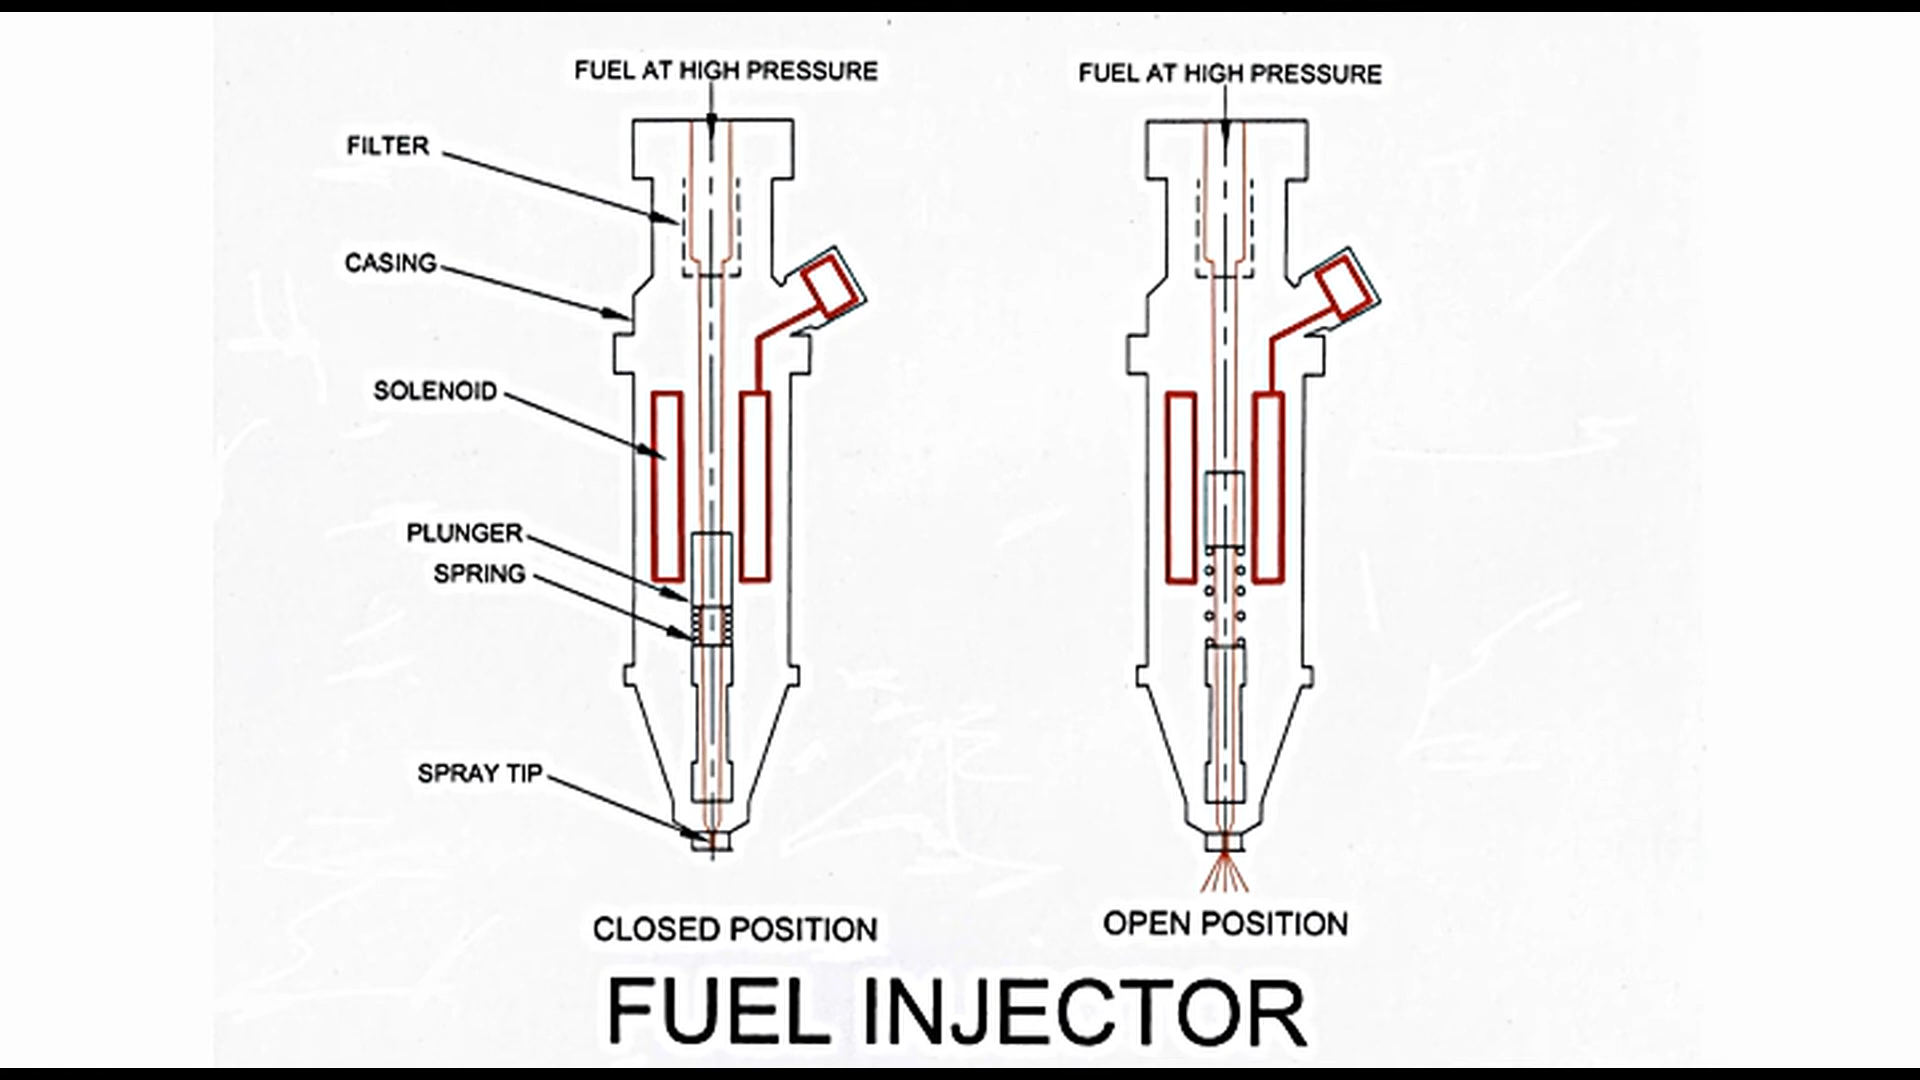 FUEL AT HIGH PRESSURE
FUEL AT HIGH PRESSURE
FILTER
CASING
SOLENOID
PLUNGER
SPRING
SPRAY TIP
CLOSED POSITION
OPEN POSITION
FUEL INJECTOR